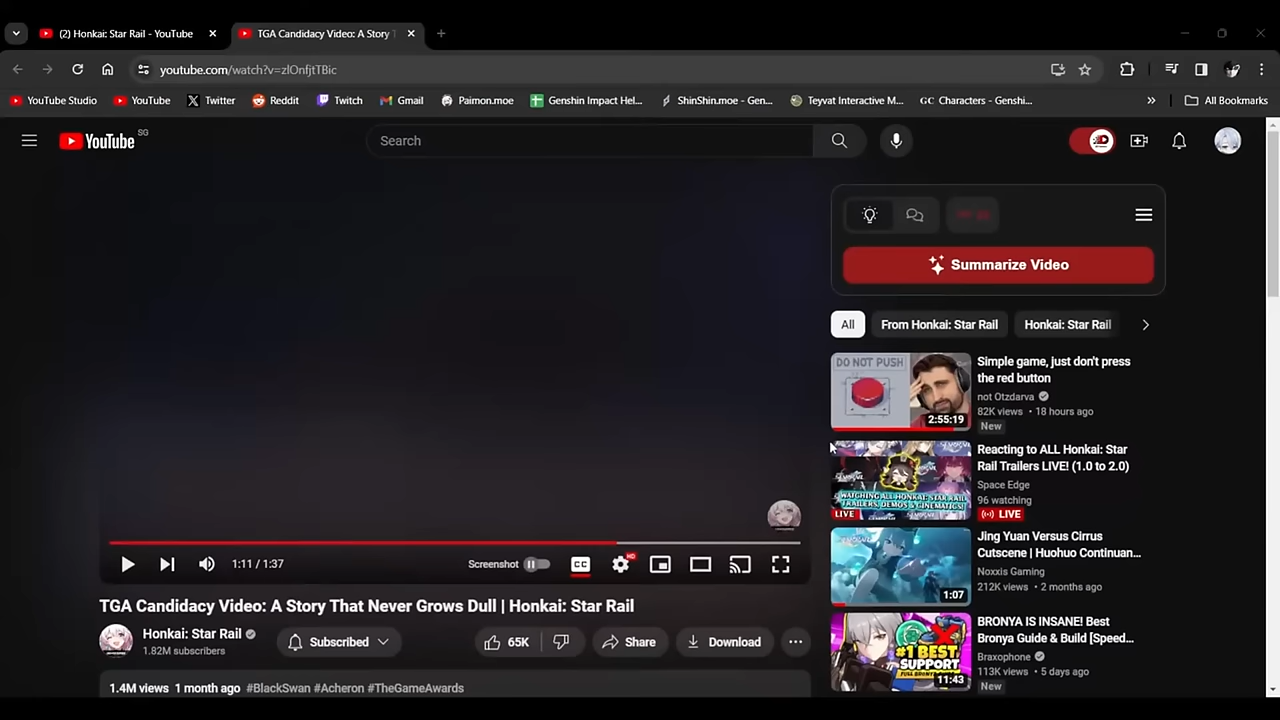 (2) Honkai: Star Rail - YouTube
TGA Candidacy Video: A Story T
youtube.com/watch?v=zlOnfjtTBic
YouTube Studio
YouTube
Twitter
Reddit
Twitch
Gmail
Paimon.moe
Genshin Impact Hel...
ShinShin.moe - Gen...
Teyvat Interactive M...
GC Characters - Genshi...
All Bookmarks
YouTube SG
Search
Summarize Video
All
From Honkai: Star Rail
Honkai: Star Rail
DO NOT PUSH
2:55:19
Simple game, just don't press
the red button
not Otzdarva
82K views • 18 hours ago
New
WATCHING ALL HONKAI: STAR RAIL
TRAILERS, DEMOS & CINEMATICS!
LIVE
Reacting to ALL Honkai: Star
Rail Trailers LIVE! (1.0 to 2.0)
Space Edge
96 watching
LIVE
1:07
Jing Yuan Versus Cirrus
Cutscene | Huohuo Continuan...
Noxxis Gaming
212K views • 2 months ago
#1 BEST
SUPPORT
FULL BRONYA GUIDE
11:43
BRONYA IS INSANE! Best
Bronya Guide & Build [Speed...
Braxophone
113K views • 5 days ago
New
1:11 / 1:37
Screenshot
CC
HD
TGA Candidacy Video: A Story That Never Grows Dull | Honkai: Star Rail
Honkai: Star Rail
1.82M subscribers
Subscribed
65K
Share
Download
1.4M views 1 month ago #BlackSwan #Acheron #TheGameAwards